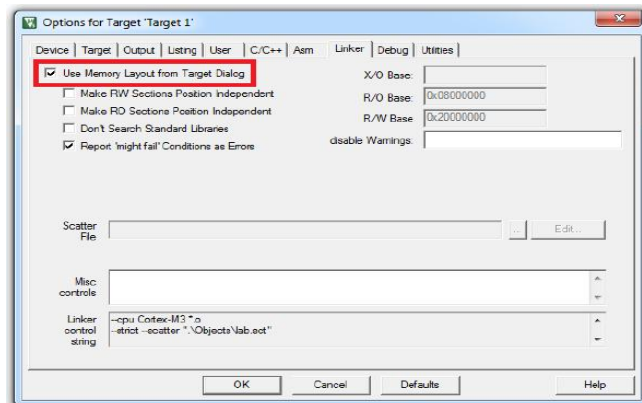 Options for Target 'Target 1'
Device Target Output Listing User C/C++ Asm Linker Debug Utilities
Use Memory Layout from Target Dialog
Make RW Sections Position Independent
Make RO Sections Position Independent
Don't Search Standard Libraries
Report 'might fail' Conditions as Errors
X/O Base:
R/O Base: 0x08000000
R/W Base 0x20000000
disable Warnings:
Scatter
File
... Edit...
Misc
controls
Linker
control
string
--cpu Cortex-M3 *.o
--strict --scatter ".\Objects\lab.sct"
OK Cancel Defaults Help